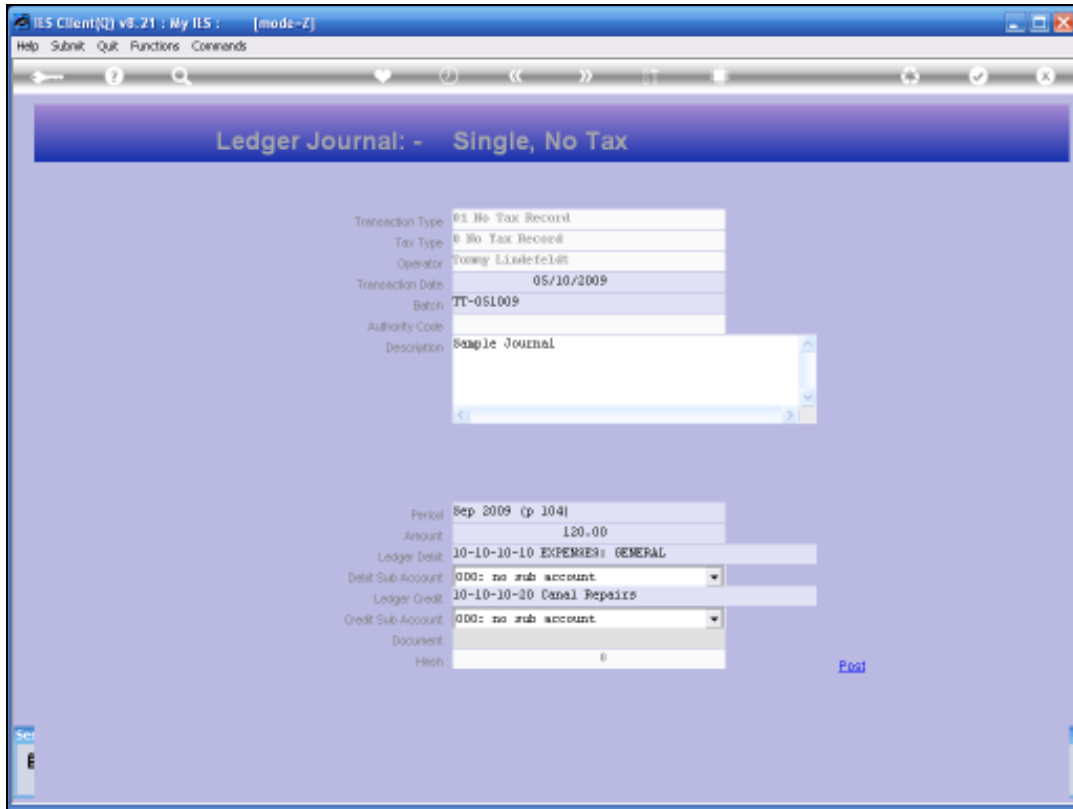 IES Client(Q) v8.21 : My IES : [mode-Z]
Help Submit Quit Functions Commands
Ledger Journal: - Single, No Tax
Transaction Type 01 No Tax Record
Tax Type 0 No Tax Record
Operator Tommy Lindefeldt
Transaction Date 05/10/2009
Batch TT-051009
Authority Code
Description Sample Journal
Period Sep 2009 (p 104)
Amount 120.00
Ledger Debit 10-10-10-10 EXPENSES: GENERAL
Debit Sub Account 000: no sub account
Ledger Credit 10-10-10-20 Canal Repairs
Credit Sub Account 000: no sub account
Document
Hash 0
Post